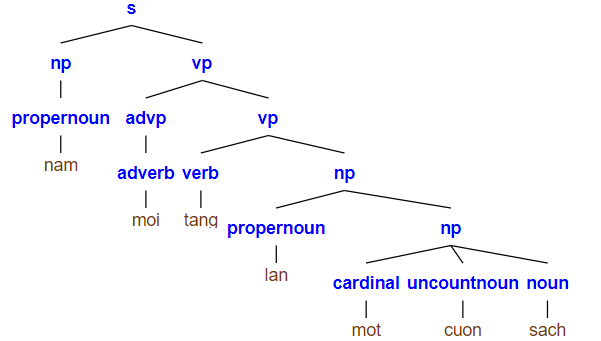 s
np vp
propernoun advp vp
nam
adverb verb np
moi tang
propernoun np
lan
cardinal uncountnoun noun
mot cuon sach